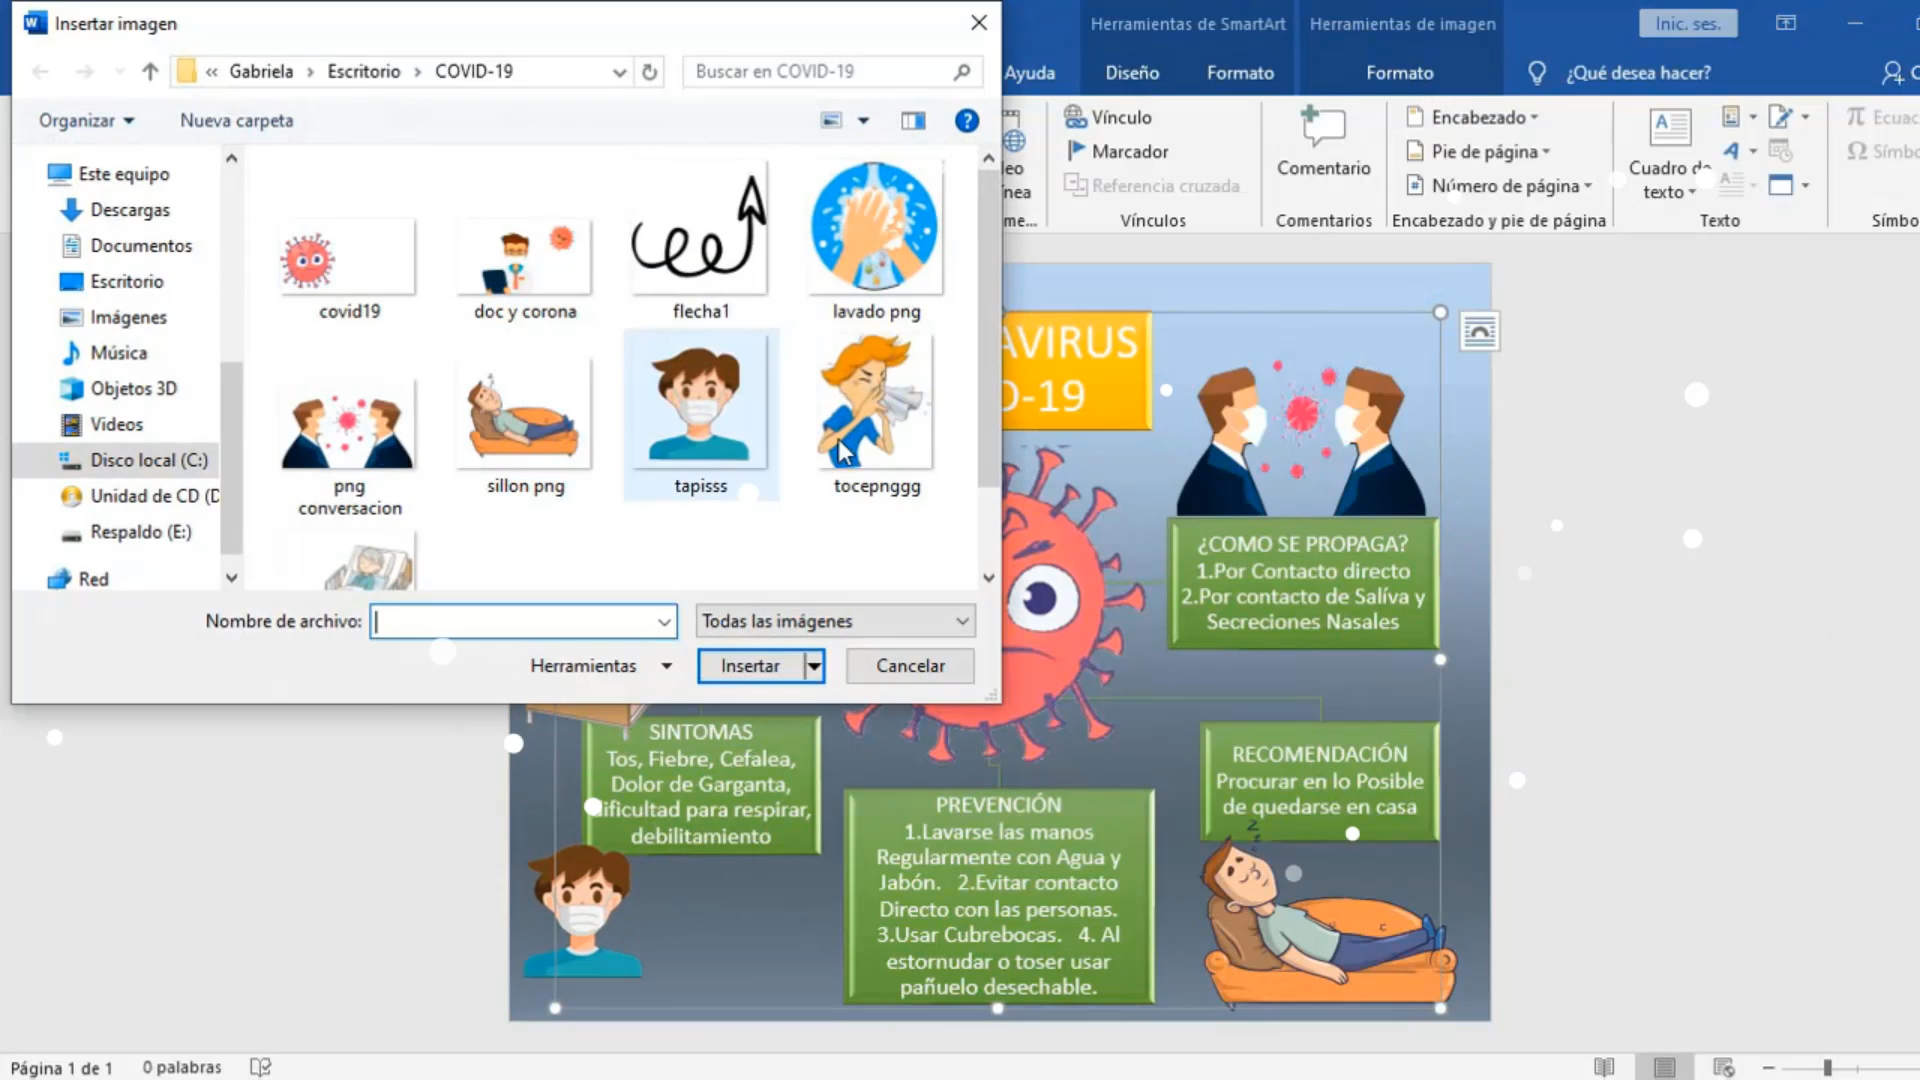 Insertar imagen
« Gabriela › Escritorio › COVID-19
Buscar en COVID-19
Organizar
Nueva carpeta
Este equipo
Descargas
Documentos
Escritorio
Imágenes
Música
Objetos 3D
Videos
Disco local (C:)
Unidad de CD (D
Respaldo (E:)
Red
covid19
doc y corona
flecha1
lavado png
png
conversacion
sillon png
tapisss
tocepnggg
Nombre de archivo:
Todas las imágenes
Herramientas
Insertar
Cancelar
Herramientas de SmartArt
Herramientas de imagen
Inic. ses.
Ayuda
Diseño
Formato
Formato
¿Qué desea hacer?
Vínculo
Marcador
Referencia cruzada
Vínculos
Comentario
Comentarios
Encabezado
Pie de página
Número de página
Encabezado y pie de página
Cuadro de
texto
Texto
π Ecuac
Ω Símbo
Símbo
AVIRUS
D-19
¿COMO SE PROPAGA?
1.Por Contacto directo
2.Por contacto de Salíva y
Secreciones Nasales
SINTOMAS
Tos, Fiebre, Cefalea,
Dolor de Garganta,
ificultad para respirar,
debilitamiento
PREVENCIÓN
1.Lavarse las manos
Regularmente con Agua y
Jabón. 2.Evitar contacto
Directo con las personas.
3.Usar Cubrebocas. 4. Al
estornudar o toser usar
pañuelo desechable.
RECOMENDACIÓN
Procurar en lo Posible
de quedarse en casa
Página 1 de 1
0 palabras